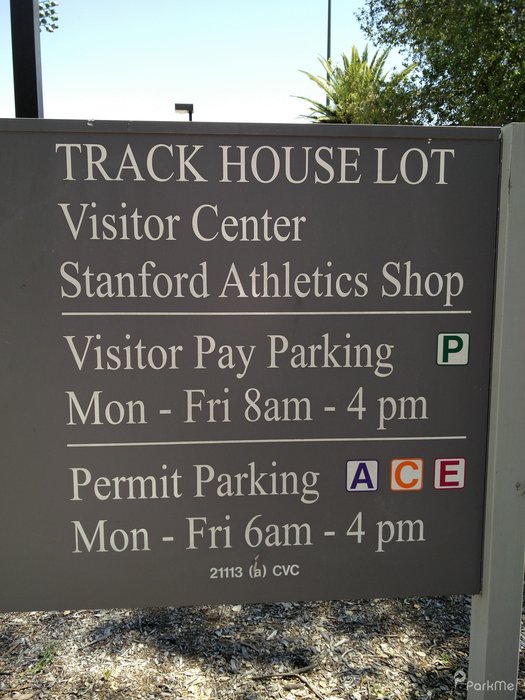 TRACK HOUSE LOT
Visitor Center
Stanford Athletics Shop
Visitor Pay Parking P
Mon - Fri 8am - 4 pm
Permit Parking A C E
Mon - Fri 6am - 4 pm
21113 (a) CVC
ParkMe